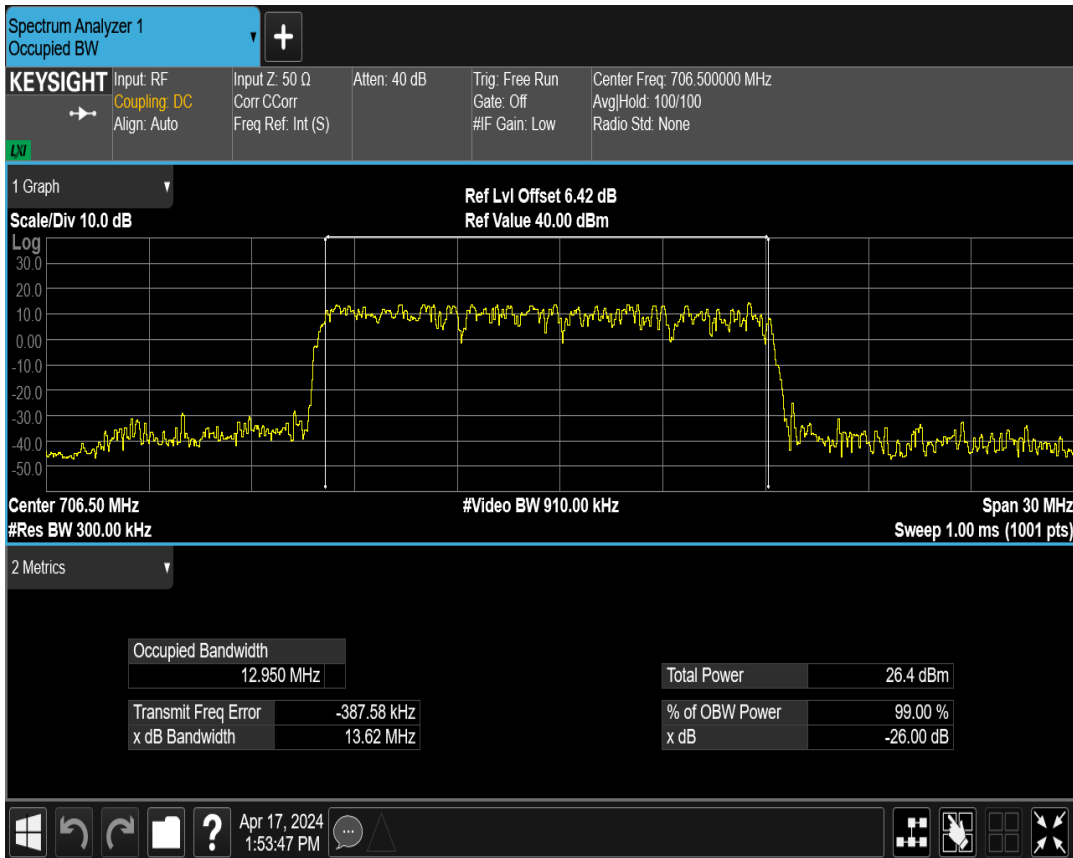 Spectrum Analyzer 1
Occupied BW
KEYSIGHT
LXI
Input: RF
Coupling: DC
Align: Auto
Input Z: 50 Ω
Corr CCorr
Freq Ref: Int (S)
Atten: 40 dB
Trig: Free Run
Gate: Off
#IF Gain: Low
Center Freq: 706.500000 MHz
Avg|Hold: 100/100
Radio Std: None
1 Graph
Scale/Div 10.0 dB
Ref Lvl Offset 6.42 dB
Ref Value 40.00 dBm
Log
30.0
20.0
10.0
0.00
-10.0
-20.0
-30.0
-40.0
-50.0
Center 706.50 MHz
#Video BW 910.00 kHz
Span 30 MHz
#Res BW 300.00 kHz
Sweep 1.00 ms (1001 pts)
2 Metrics
Occupied Bandwidth
12.950 MHz
Total Power 26.4 dBm
Transmit Freq Error -387.58 kHz
% of OBW Power 99.00 %
x dB Bandwidth 13.62 MHz
x dB -26.00 dB
?
Apr 17, 2024
1:53:47 PM